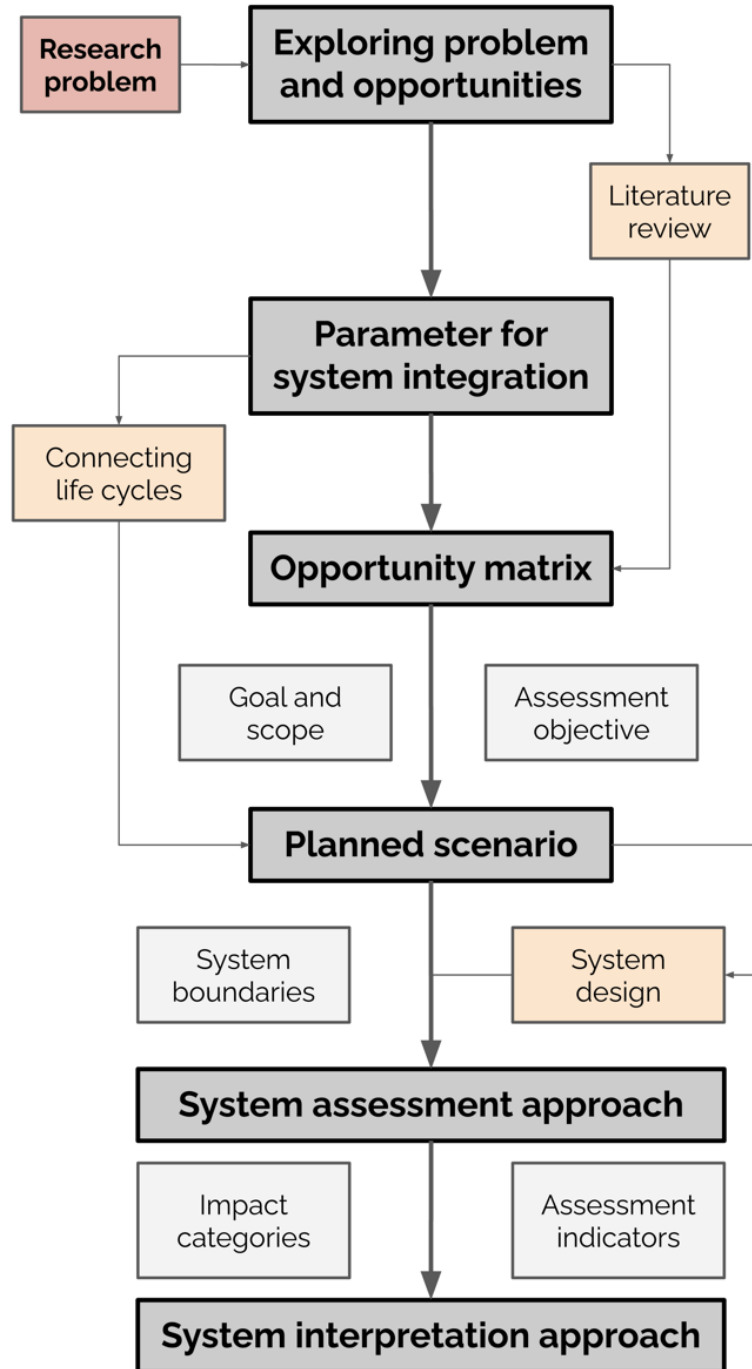 Research
problem
Exploring problem
and opportunities
Literature
review
Parameter for
system integration
Connecting
life cycles
Opportunity matrix
Goal and
scope
Assessment
objective
Planned scenario
System
boundaries
System
design
System assessment approach
Impact
categories
Assessment
indicators
System interpretation approach